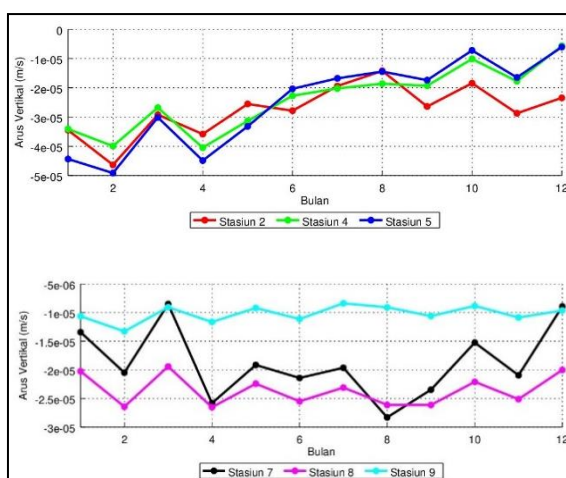 0
-1e-05
-2e-05
-3e-05
-4e-05
-5e-05
Arus Vertikal (m/s)
2 4 6 8 10 12
Bulan
Stasiun 2 Stasiun 4 Stasiun 5
-5e-06
-1e-05
-1.5e-05
-2e-05
-2.5e-05
-3e-05
Arus Vertikal (m/s)
2 4 6 8 10 12
Bulan
Stasiun 7 Stasiun 8 Stasiun 9